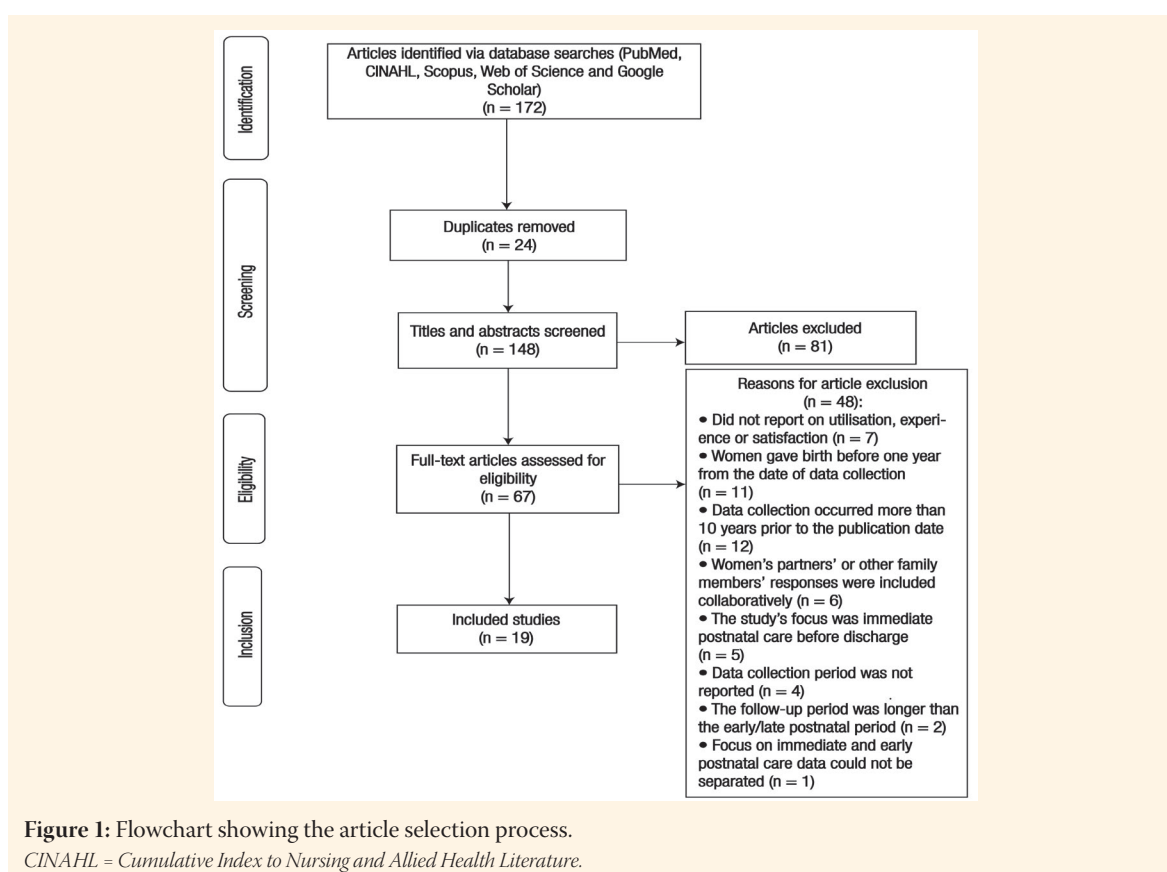 Identification
Articles identified via database searches (PubMed,
CINAHL, Scopus, Web of Science and Google
Scholar)
(n = 172)
Screening
Duplicates removed
(n = 24)
Titles and abstracts screened
(n = 148)
Articles excluded
(n = 81)
Eligibility
Full-text articles assessed for
eligibility
(n = 67)
Reasons for article exclusion
(n = 48):
• Did not report on utilisation, experi-
ence or satisfaction (n = 7)
• Women gave birth before one year
from the date of data collection
(n = 11)
• Data collection occurred more than
10 years prior to the publication date
(n = 12)
• Women's partners' or other family
members' responses were included
collaboratively (n = 6)
• The study's focus was immediate
postnatal care before discharge
(n = 5)
• Data collection period was not
reported (n = 4)
• The follow-up period was longer than
the early/late postnatal period (n = 2)
• Focus on immediate and early
postnatal care data could not be
separated (n = 1)
Inclusion
Included studies
(n = 19)
Figure 1: Flowchart showing the article selection process.
CINAHL = Cumulative Index to Nursing and Allied Health Literature.